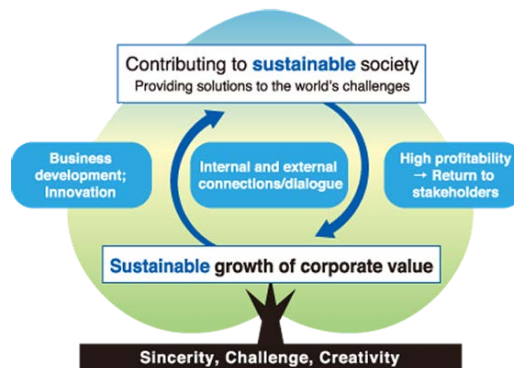 Contributing to sustainable society
Providing solutions to the world's challenges
Business
development;
Innovation
Internal and external
connections/dialogue
High profitability
→ Return to
stakeholders
Sustainable growth of corporate value
Sincerity, Challenge, Creativity